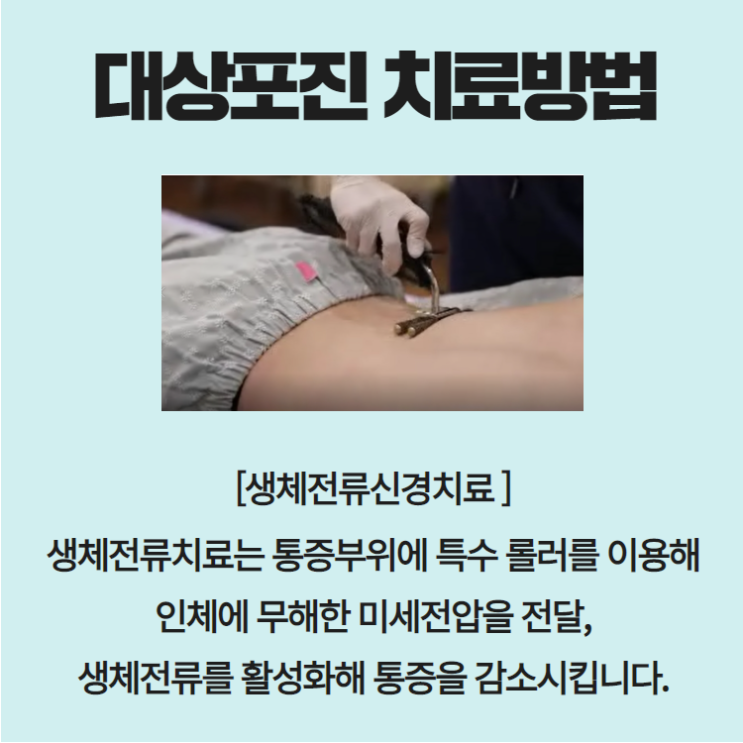 대상포진 치료방법
[생체전류신경치료 ]
생체전류치료는 통증부위에 특수 롤러를 이용해
인체에 무해한 미세전압을 전달,
생체전류를 활성화해 통증을 감소시킵니다.